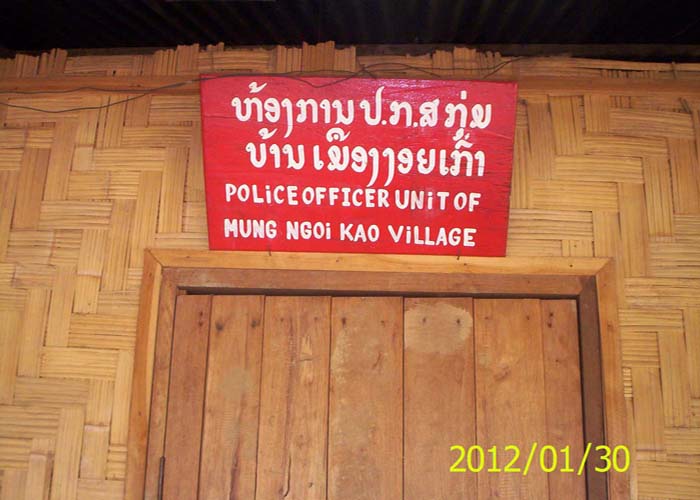 ຫ້ອງການ ປ.ກ.ສ ກຸ່ມ
ບ້ານ ເມືອງງອຍເກົ່າ
POLiCE OFFiCER UNiT OF
MUNG NGOi KAO ViLLAGE
2012/01/30